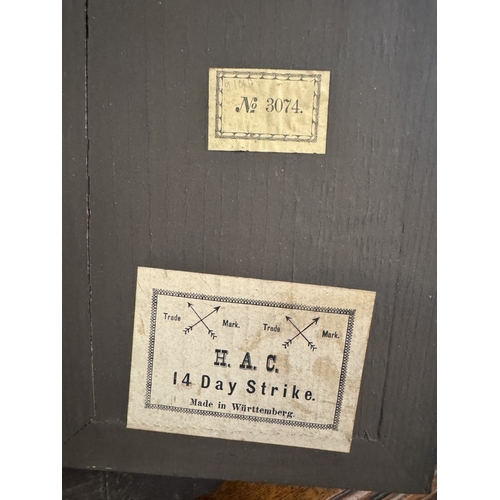 № 3074.
Trade Mark. Trade Mark.
H. A. C.
14 Day Strike.
Made in Württemberg.